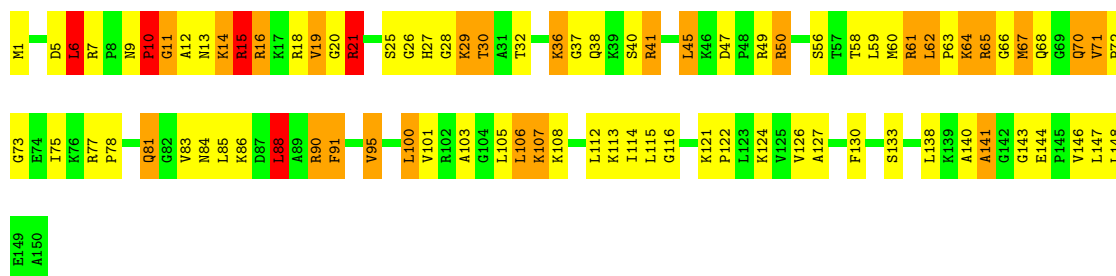 M1 D5 L6 R7 P8 N9 P10 G11 A12 N13 K14 R15 R16 K17 R18 V19 G20 R21 S25 G26 H27 G28 K29 T30 A31 T32 K36 G37 Q38 K39 S40 R41 L45 K46 D47 P48 R49 R50 S56 T57 T58 L59 M60 R61 L62 P63 K64 R65 G66 M67 Q68 G69 Q70 V71
G73 E74 I75 K76 R77 P78 Q81 G82 V83 N84 L85 K86 D87 L88 A89 R90 F91 V95 L100 V101 R102 A103 G104 L105 L106 K107 K108 L112 K113 I114 L115 G116 K121 P122 L123 K124 V125 V126 A127 F130 S133 L138 K139 A140 A141 G142 G143 E144 P145 V146 L147
E149 A150